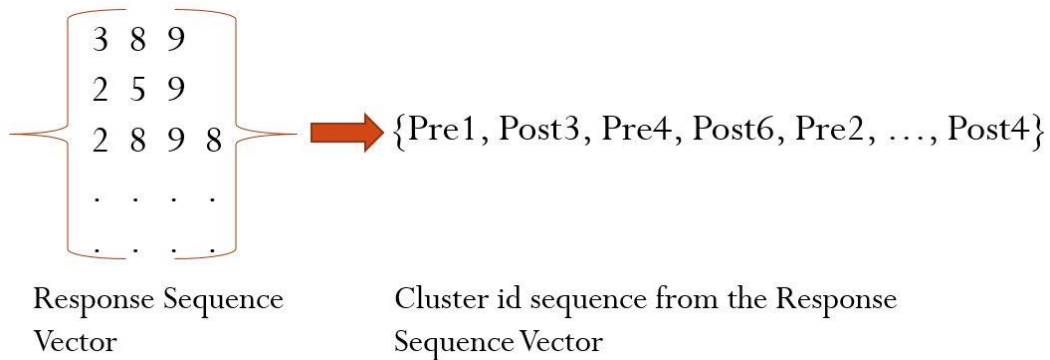 3 8 9
2 5 9
2 8 9 8
{Pre1, Post3, Pre4, Post6, Pre2, …, Post4}
. . . .
. . . .
Response Sequence
Vector
Cluster id sequence from the Response
Sequence Vector